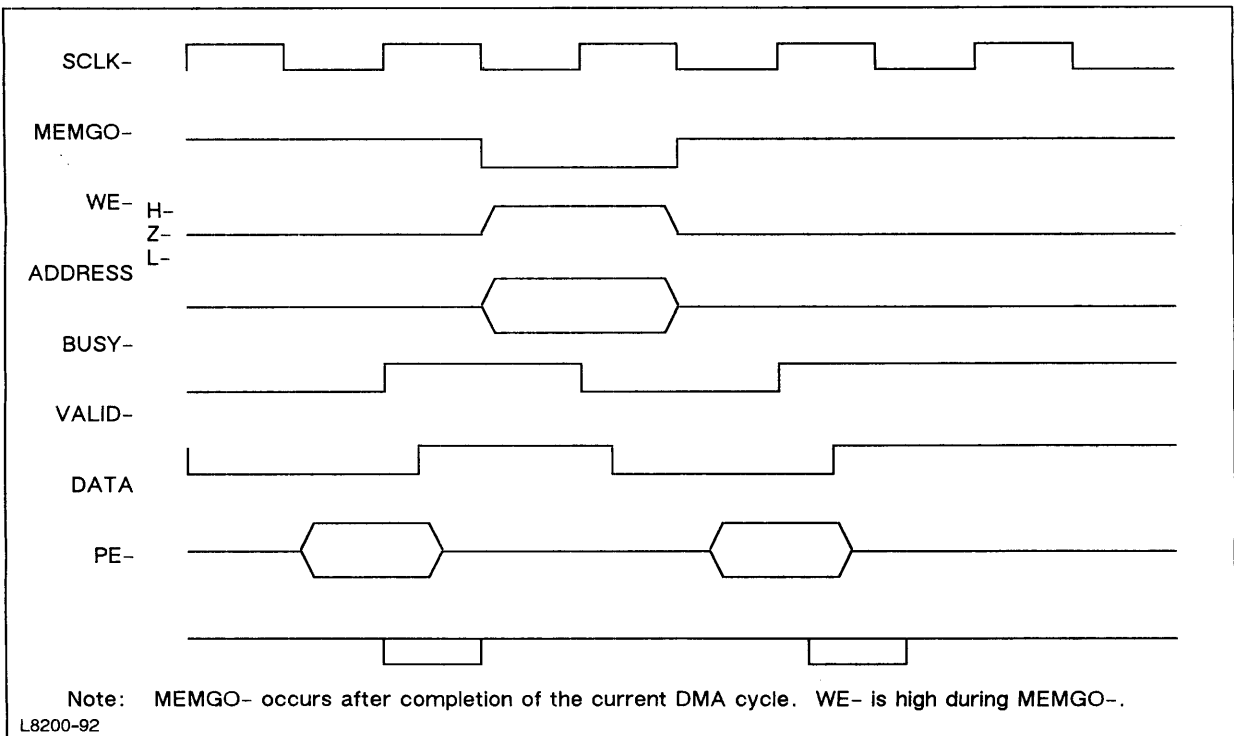 SCLK-
MEMGO-
WE-
H-
Z-
L-
ADDRESS
BUSY-
VALID-
DATA
PE-
Note: MEMGO- occurs after completion of the current DMA cycle. WE- is high during MEMGO-.
L8200-92